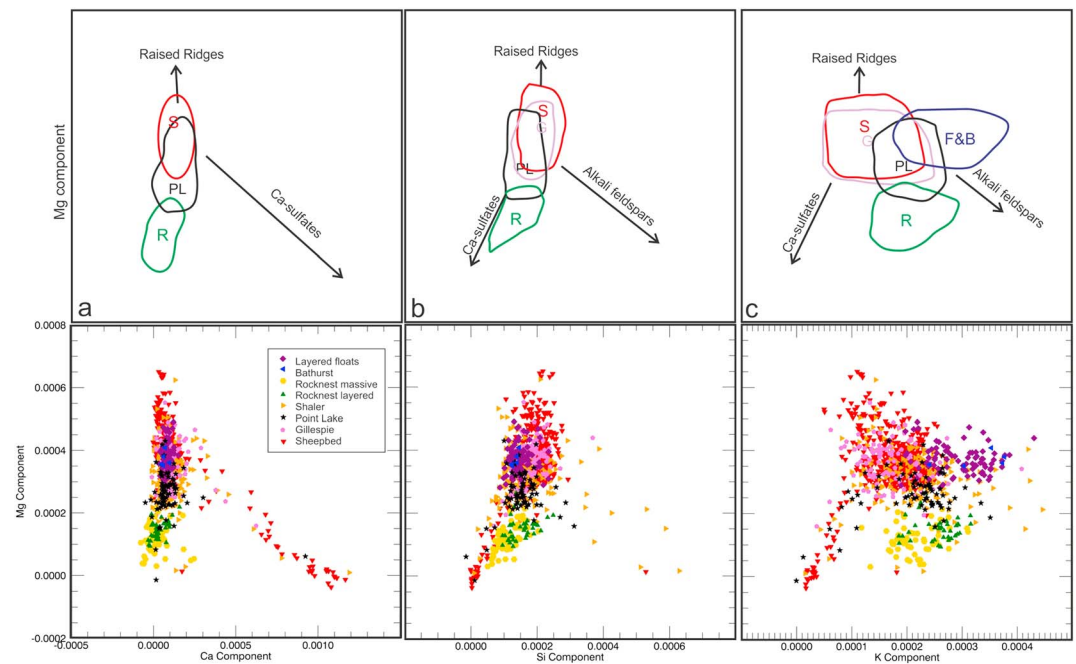 Raised Ridges
S
PL
R
Ca-sulfates
Mg component
a
Raised Ridges
S
G
PL
Alkali feldspars
Ca-sulfates
b
Raised Ridges
S
G
F&B
PL
R
Alkali feldspars
Ca-sulfates
c
0.0008
0.0006
0.0004
0.0002
0.0000
-0.0002
Mg Component
Layered floats
Bathurst
Rocknest massive
Rocknest layered
Shaler
Point Lake
Gillespie
Sheepbed
-0.0005 0.0000 0.0005 0.0010
Ca Component
0.0000 0.0002 0.0004 0.0006
Si Component
0.0000 0.0001 0.0002 0.0003 0.0004
K Component